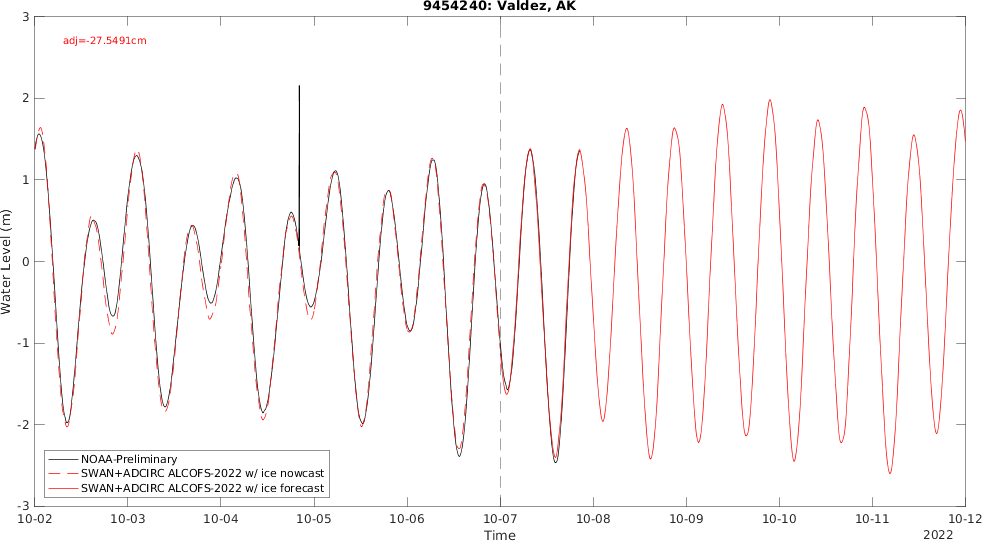 9454240: Valdez, AK
adj=-27.5491cm
3
2
1
0
-1
-2
-3
Water Level (m)
NOAA-Preliminary
SWAN+ADCIRC ALCOFS-2022 w/ ice nowcast
SWAN+ADCIRC ALCOFS-2022 w/ ice forecast
10-02 10-03 10-04 10-05 10-06 10-07 10-08 10-09 10-10 10-11 10-12
Time
2022